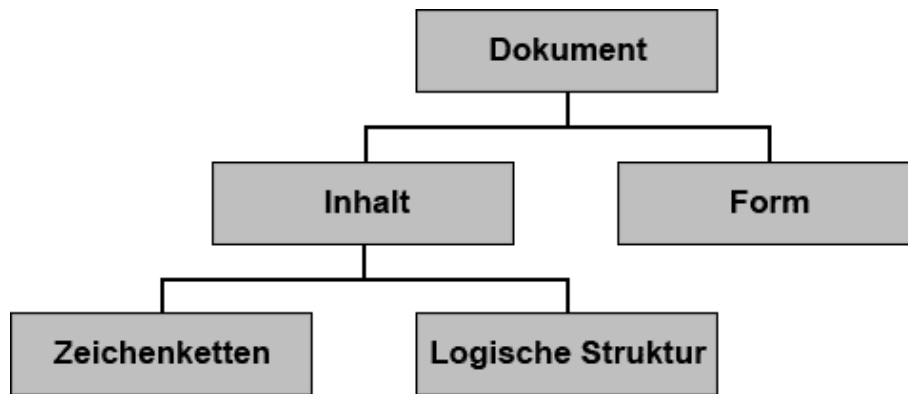 Dokument
Inhalt
Form
Zeichenketten
Logische Struktur